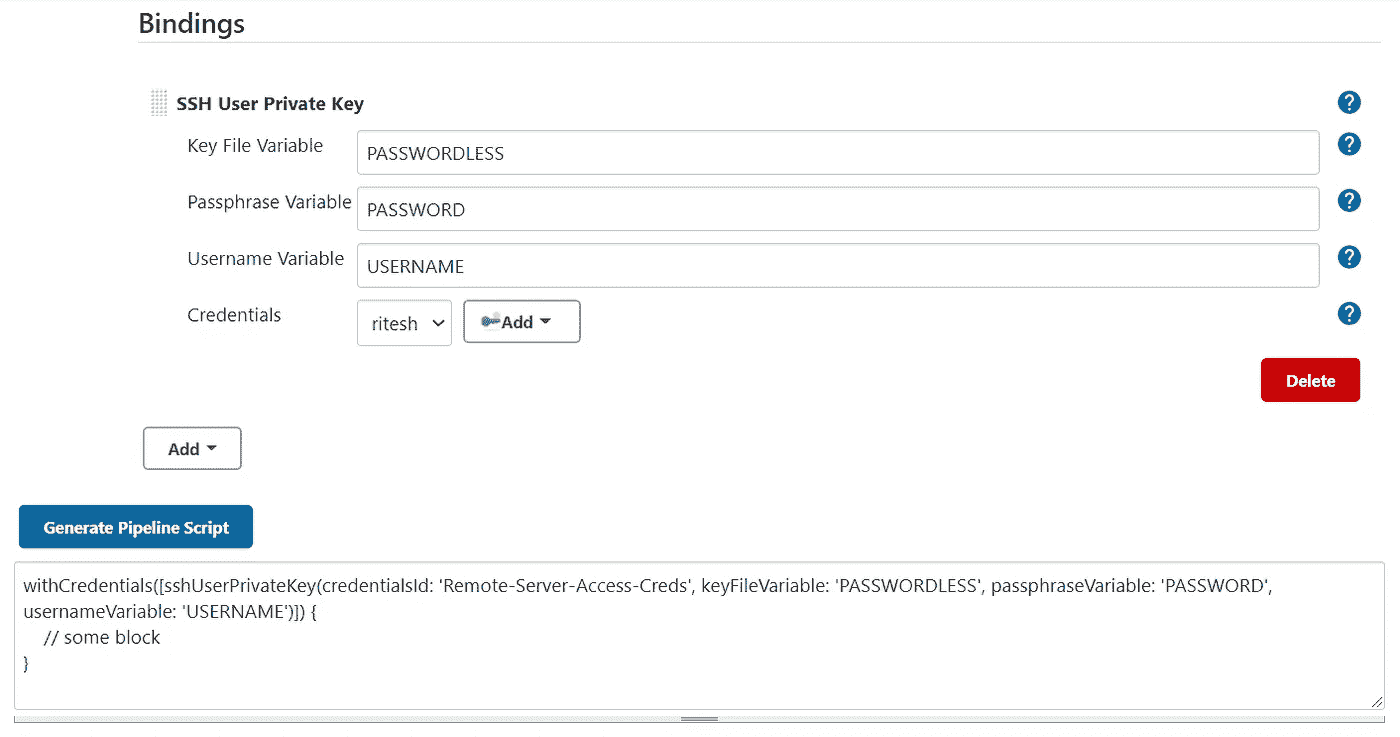 Bindings
SSH User Private Key
?
Key File Variable
PASSWORDLESS
?
Passphrase Variable
PASSWORD
?
Username Variable
USERNAME
?
Credentials
ritesh
Add
?
Delete
Add
Generate Pipeline Script
withCredentials([sshUserPrivateKey(credentialsId: 'Remote-Server-Access-Creds', keyFileVariable: 'PASSWORDLESS', passphraseVariable: 'PASSWORD',
usernameVariable: 'USERNAME')]) {
// some block
}